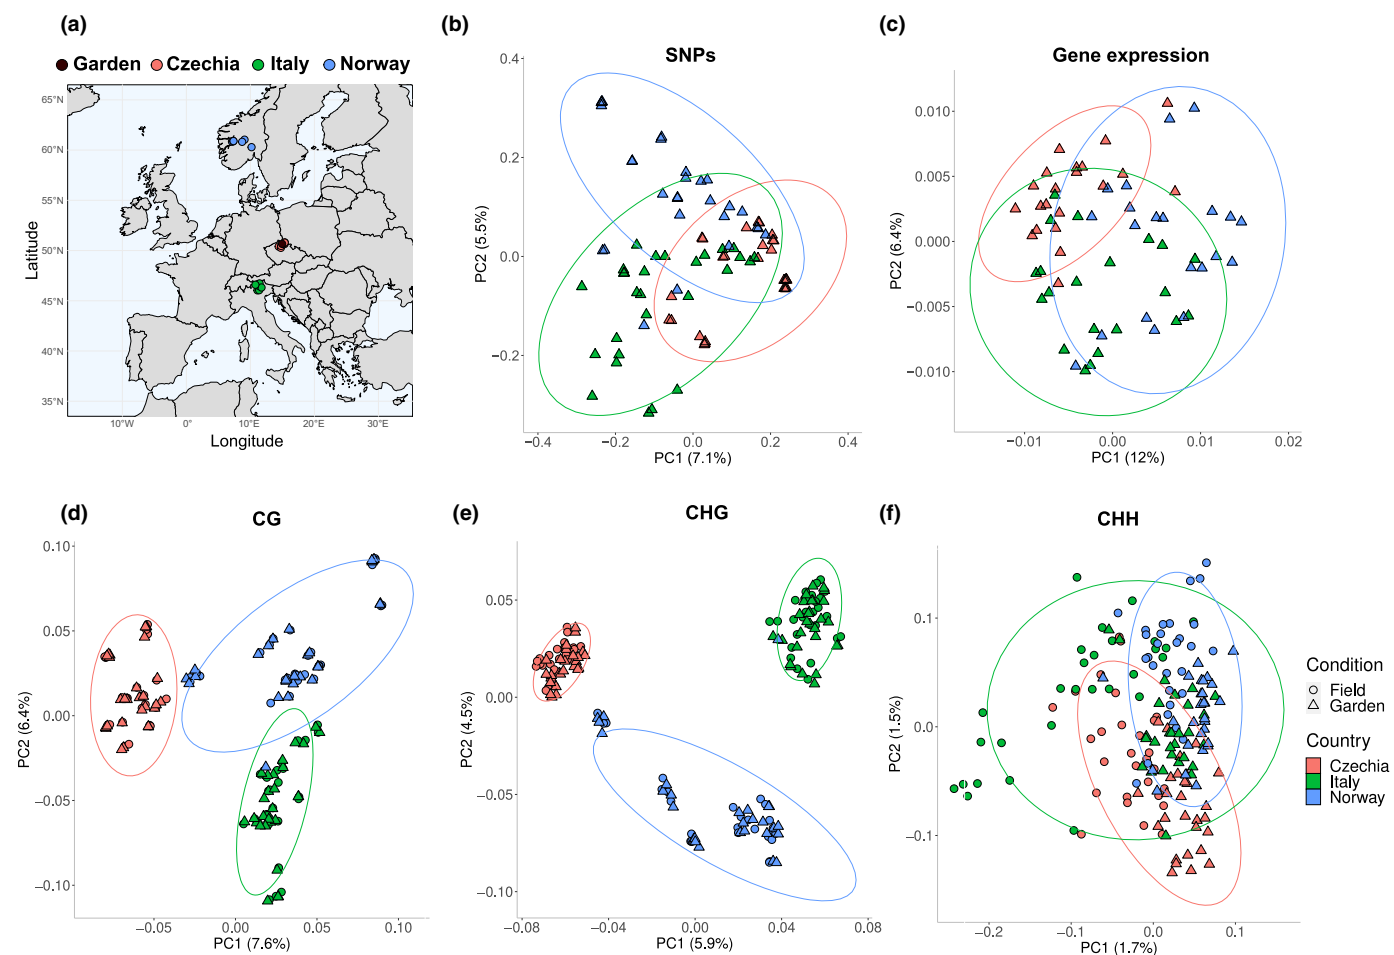 (a)
Garden Czechia Italy Norway
65°N
60°N
55°N
50°N
45°N
40°N
35°N
Latitude
10°W 0° 10°E 20°E 30°E
Longitude
(b)
SNPs
0.4
0.2
0.0
−0.2
PC2 (5.5%)
−0.4 −0.2 0.0 0.2 0.4
PC1 (7.1%)
(c)
Gene expression
0.010
0.005
0.000
−0.005
−0.010
PC2 (6.4%)
−0.01 0.00 0.01 0.02
PC1 (12%)
(d)
CG
0.10
0.05
0.00
−0.05
−0.10
PC2 (6.4%)
−0.05 0.00 0.05 0.10
PC1 (7.6%)
(e)
CHG
0.05
0.00
−0.05
−0.10
PC2 (4.5%)
−0.08 −0.04 0.00 0.04 0.08
PC1 (5.9%)
(f)
CHH
0.1
0.0
−0.1
PC2 (1.5%)
−0.2 −0.1 0.0 0.1
PC1 (1.7%)
Condition
Field
Garden
Country
Czechia
Italy
Norway